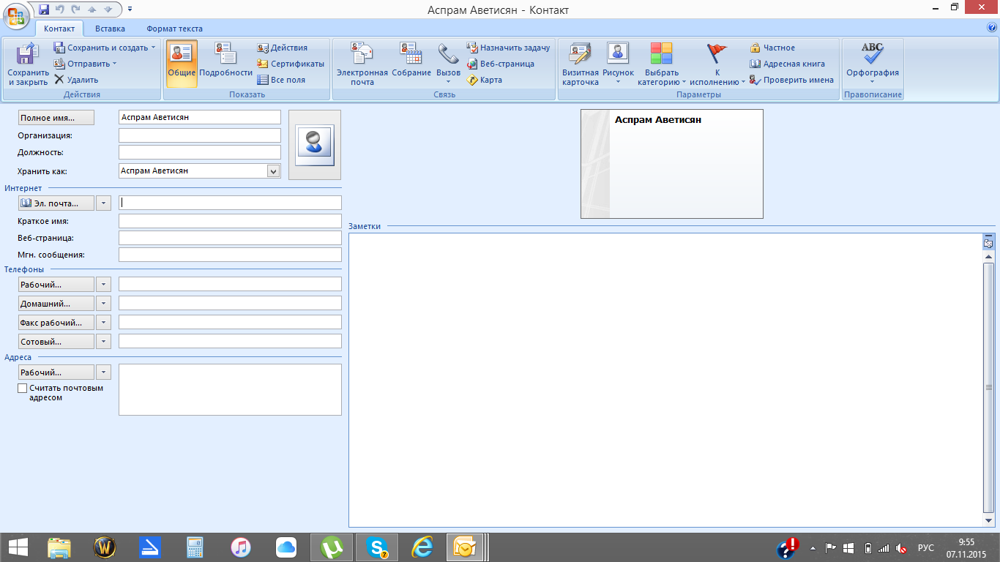 Аспрам Аветисян - Контакт
Контакт Вставка Формат текста
Сохранить и закрыть
Сохранить и создать
Отправить
Удалить
Действия
Общие
Подробности
Действия
Сертификаты
Все поля
Показать
Электронная почта
Собрание
Вызов
Назначить задачу
Веб-страница
Карта
Связь
Визитная карточка
Рисунок
Выбрать категорию
К исполнению
Частное
Адресная книга
Проверить имена
Параметры
ABC
Орфография
Правописание
Полное имя... Аспрам Аветисян
Организация:
Должность:
Хранить как: Аспрам Аветисян
Интернет
Эл. почта...
Краткое имя:
Веб-страница:
Мгн. сообщения:
Телефоны
Рабочий...
Домашний...
Факс рабочий...
Сотовый...
Адреса
Рабочий...
Считать почтовым
адресом
Аспрам Аветисян
Заметки
7
РУС
9:55
07.11.2015